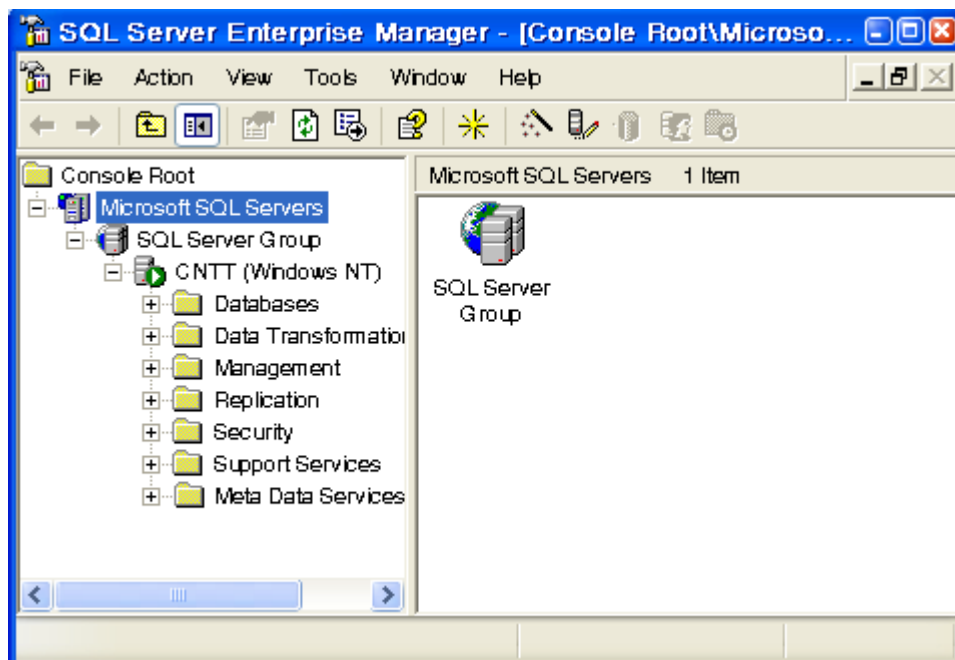 SQL Server Enterprise Manager - [Console Root\Microso...
File Action View Tools Window Help
Console Root
Microsoft SQL Servers
SQL Server Group
CNTT (Windows NT)
Databases
Data Transformatio
Management
Replication
Security
Support Services
Meta Data Services
Microsoft SQL Servers 1 Item
SQL Server
Group